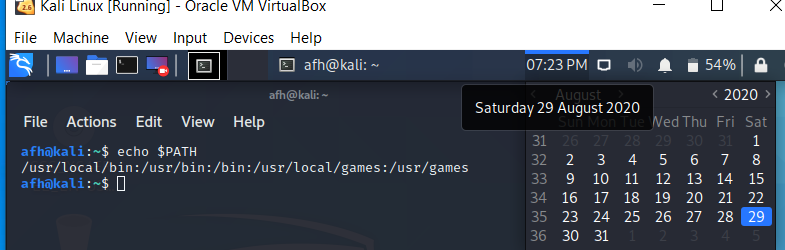 Kali Linux [Running] - Oracle VM VirtualBox
File Machine View Input Devices Help
afh@kali: ~ 07:23 PM 54%
afh@kali: ~
August 2020
Saturday 29 August 2020
File Actions Edit View Help
Sun Mon Tue Wed Thu Fri Sat
afh@kali:~$ echo $PATH
/usr/local/bin:/usr/bin:/bin:/usr/local/games:/usr/games
afh@kali:~$
31 26 27 28 29 30 31 1
32 2 3 4 5 6 7 8
33 9 10 11 12 13 14 15
34 16 17 18 19 20 21 22
35 23 24 25 26 27 28 29
36 30 31 1 2 3 4 5